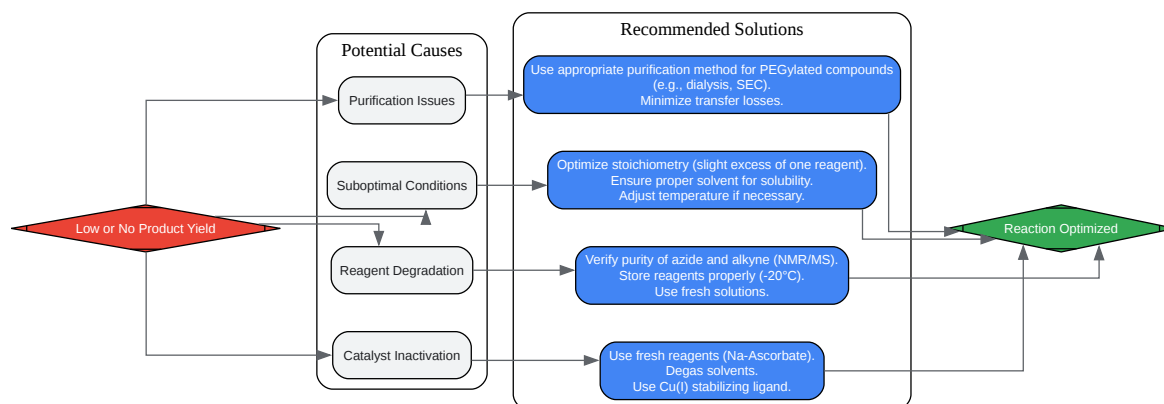 Recommended Solutions
Potential Causes
Use appropriate purification method for PEGylated compounds
(e.g., dialysis, SEC).
Minimize transfer losses.
Purification Issues
Optimize stoichiometry (slight excess of one reagent).
Ensure proper solvent for solubility.
Adjust temperature if necessary.
Suboptimal Conditions
Low or No Product Yield
Reaction Optimized
Verify purity of azide and alkyne (NMR/MS).
Store reagents properly (-20°C).
Use fresh solutions.
Reagent Degradation
Use fresh reagents (Na-Ascorbate).
Degas solvents.
Use Cu(I) stabilizing ligand.
Catalyst Inactivation